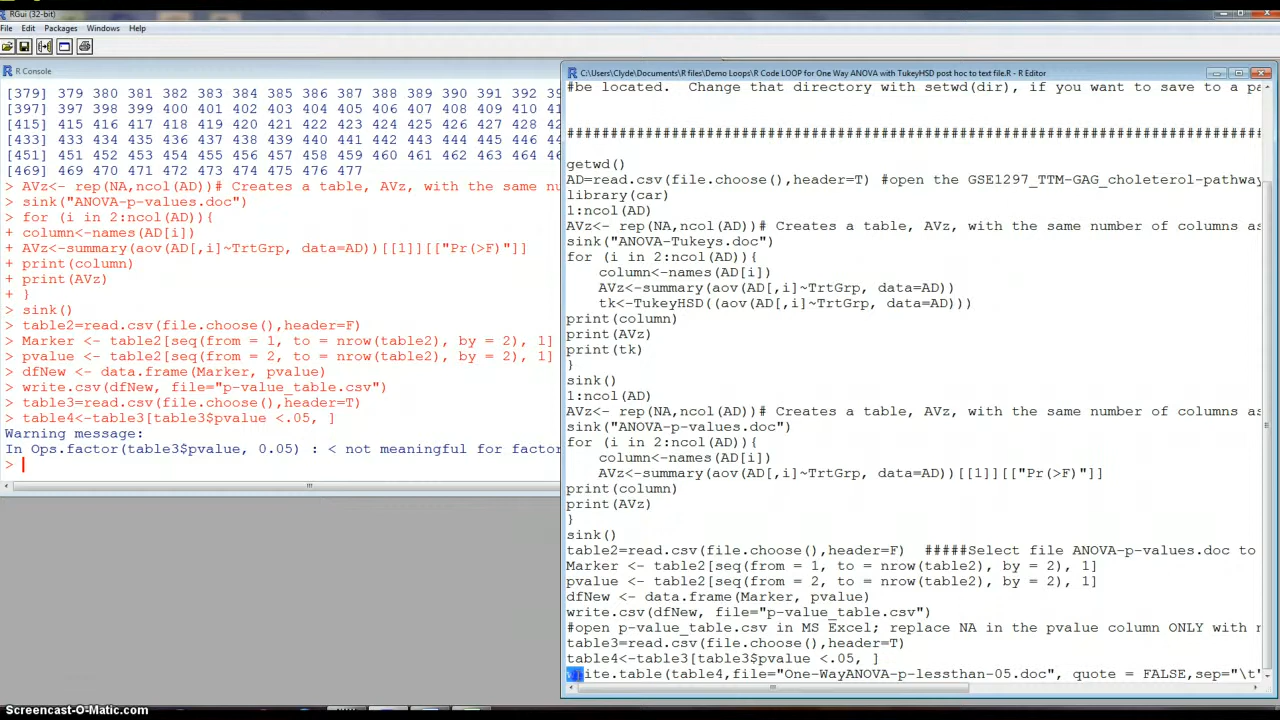 RGui (32-bit)
File Edit Packages Windows Help
R Console
[379] 379 380 381 382 383 384 385 386 387 388 389 390 391 392 39
[397] 397 398 399 400 401 402 403 404 405 406 407 408 409 410 41
[415] 415 416 417 418 419 420 421 422 423 424 425 426 427 428 42
[433] 433 434 435 436 437 438 439 440 441 442 443 444 445 446 44
[451] 451 452 453 454 455 456 457 458 459 460 461 462 463 464 46
[469] 469 470 471 472 473 474 475 476 477
> AVz<- rep(NA,ncol(AD))# Creates a table, AVz, with the same nu
> sink("ANOVA-p-values.doc")
> for (i in 2:ncol(AD)){
+ column<-names(AD[i])
+ AVz<-summary(aov(AD[,i]~TrtGrp, data=AD))[[1]][["Pr(>F)"]]
+ print(column)
+ print(AVz)
+ }
> sink()
> table2=read.csv(file.choose(),header=F)
> Marker <- table2[seq(from = 1, to = nrow(table2), by = 2), 1]
> pvalue <- table2[seq(from = 2, to = nrow(table2), by = 2), 1]
> dfNew <- data.frame(Marker, pvalue)
> write.csv(dfNew, file="p-value_table.csv")
> table3=read.csv(file.choose(),header=T)
> table4<-table3[table3$pvalue <.05, ]
Warning message:
In Ops.factor(table3$pvalue, 0.05) : < not meaningful for factor
>
C:\Users\Clyde\Documents\R files\Demo Loops\R Code LOOP for One Way ANOVA with TukeyHSD post hoc to text file.R - R Editor
#be located.  Change that directory with setwd(dir), if you want to save to a pa
################################################################################
getwd()
AD=read.csv(file.choose(),header=T) #open the GSE1297_TTM-GAG_choleterol-pathway
library(car)
1:ncol(AD)
AVz<- rep(NA,ncol(AD))# Creates a table, AVz, with the same number of columns as
sink("ANOVA-Tukeys.doc")
for (i in 2:ncol(AD)){
column<-names(AD[i])
AVz<-summary(aov(AD[,i]~TrtGrp, data=AD))
tk<-TukeyHSD((aov(AD[,i]~TrtGrp, data=AD)))
print(column)
print(AVz)
print(tk)
}
sink()
1:ncol(AD)
AVz<- rep(NA,ncol(AD))# Creates a table, AVz, with the same number of columns as
sink("ANOVA-p-values.doc")
for (i in 2:ncol(AD)){
column<-names(AD[i])
AVz<-summary(aov(AD[,i]~TrtGrp, data=AD))[[1]][["Pr(>F)"]]
print(column)
print(AVz)
}
sink()
table2=read.csv(file.choose(),header=F)  #####Select file ANOVA-p-values.doc to
Marker <- table2[seq(from = 1, to = nrow(table2), by = 2), 1]
pvalue <- table2[seq(from = 2, to = nrow(table2), by = 2), 1]
dfNew <- data.frame(Marker, pvalue)
write.csv(dfNew, file="p-value_table.csv")
#open p-value_table.csv in MS Excel; replace NA in the pvalue column ONLY with n
table3=read.csv(file.choose(),header=T)
table4<-table3[table3$pvalue <.05, ]
write.table(table4,file="One-WayANOVA-p-lessthan-05.doc", quote = FALSE,sep="\t"
Screencast-O-Matic.com